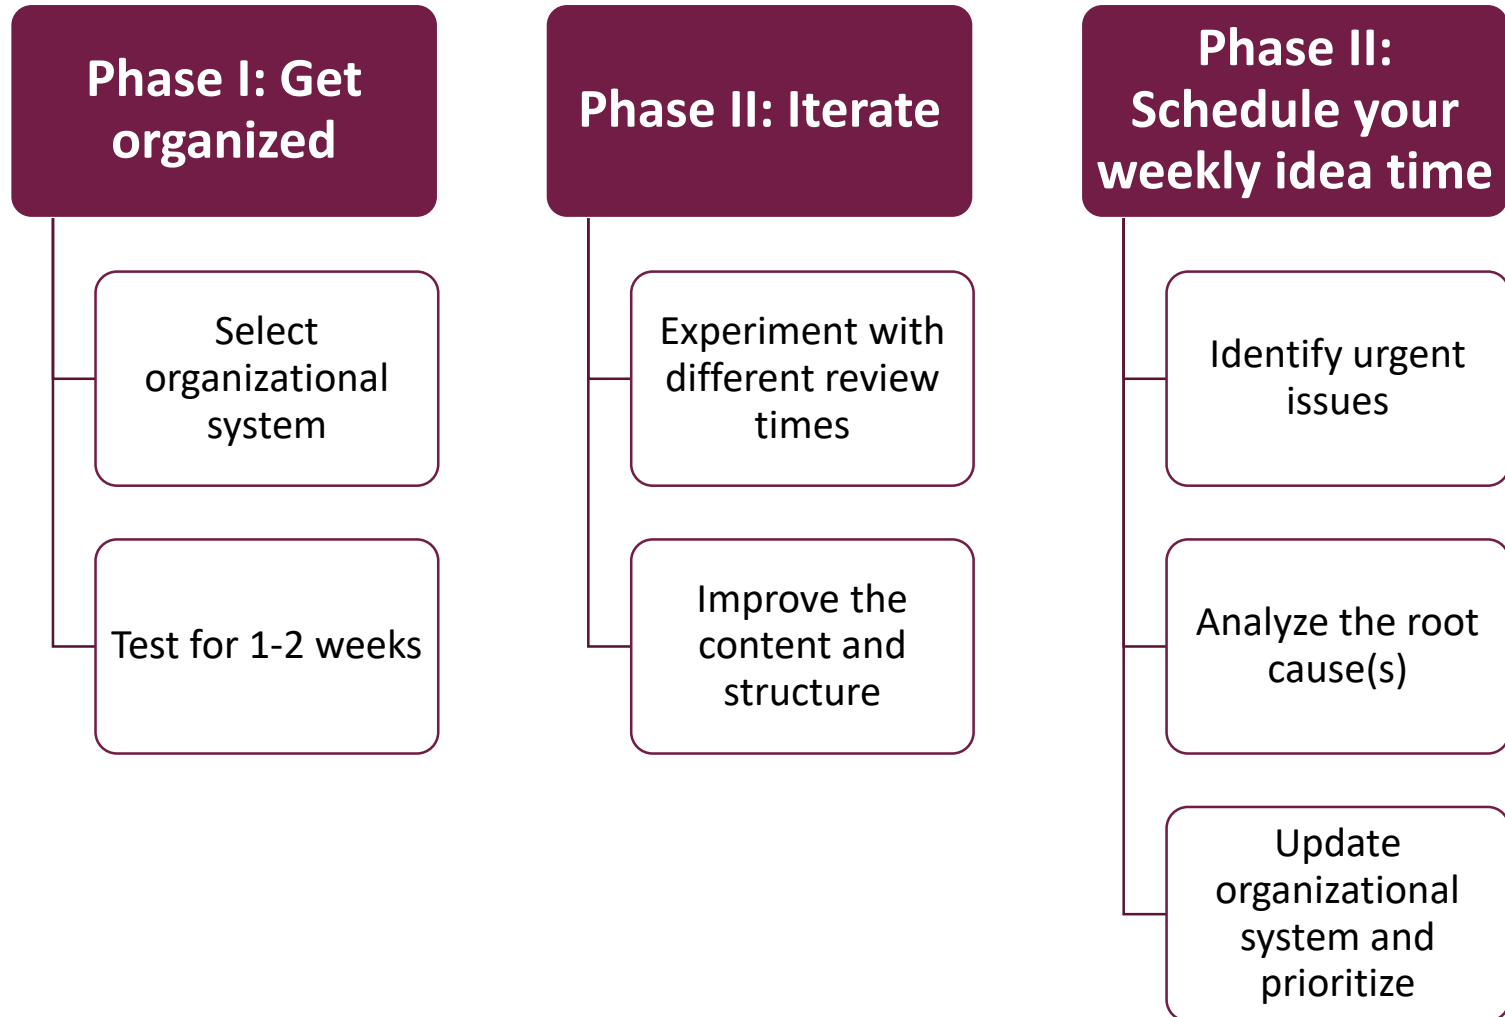 Phase I: Get
organized
Select
organizational
system
Test for 1-2 weeks
Phase II: Iterate
Experiment with
different review
times
Improve the
content and
structure
Phase II:
Schedule your
weekly idea time
Identify urgent
issues
Analyze the root
cause(s)
Update
organizational
system and
prioritize